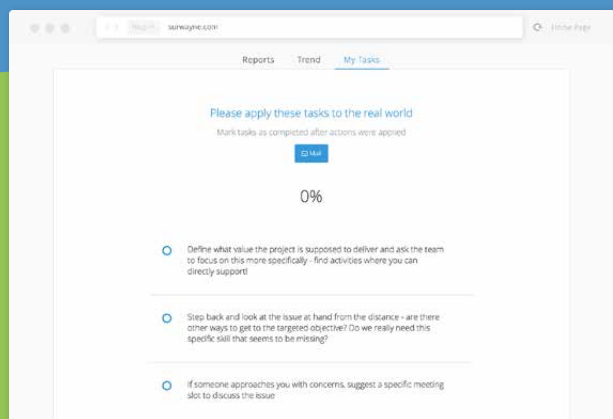 surwayne.com
Home Page
Reports Trend My Tasks
Please apply these tasks to the real world
Mark tasks as completed after actions were applied
Mail
0%
Define what value the project is supposed to deliver and ask the team
to focus on this more specifically - find activities where you can
directly support!
Step back and look at the issue at hand from the distance - are there
other ways to get to the targeted objective? Do we really need this
specific skill that seems to be missing?
If someone approaches you with concerns, suggest a specific meeting
slot to discuss the issue